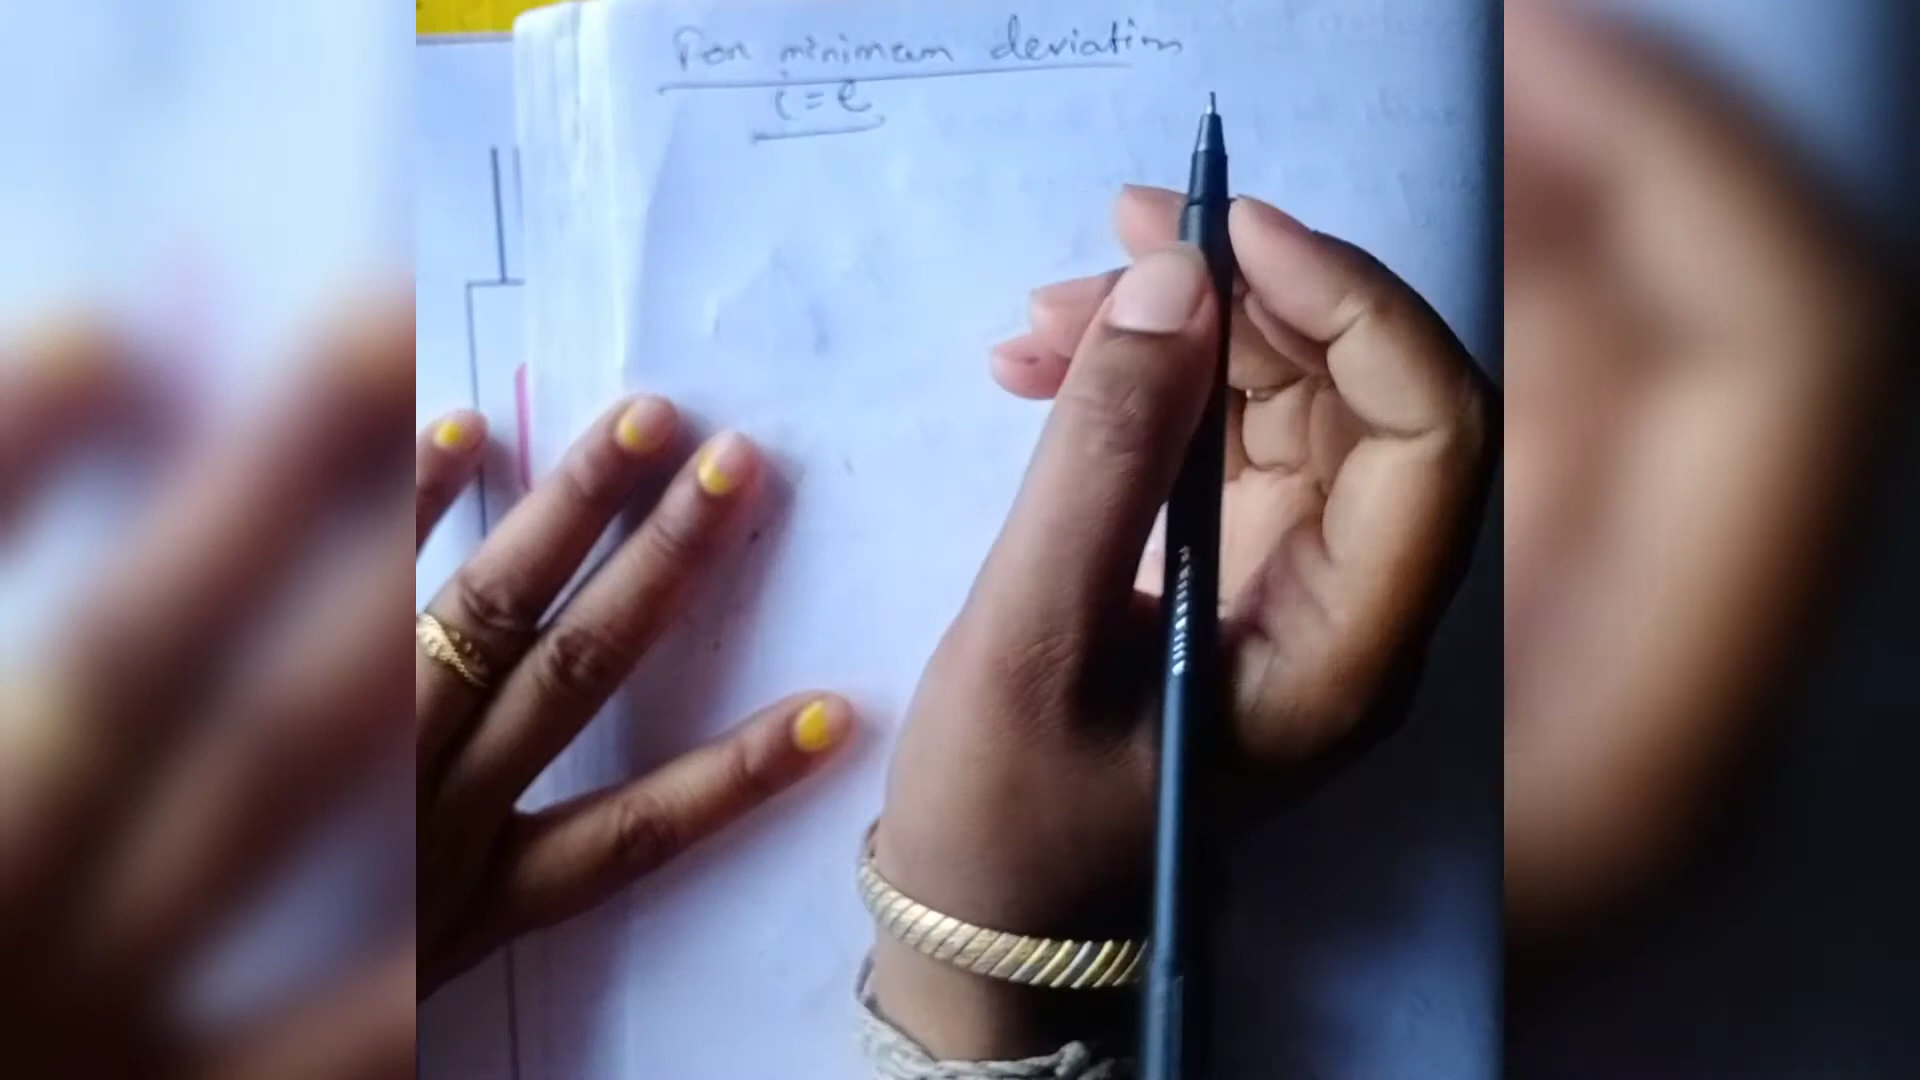 For minimum deviation
i = e